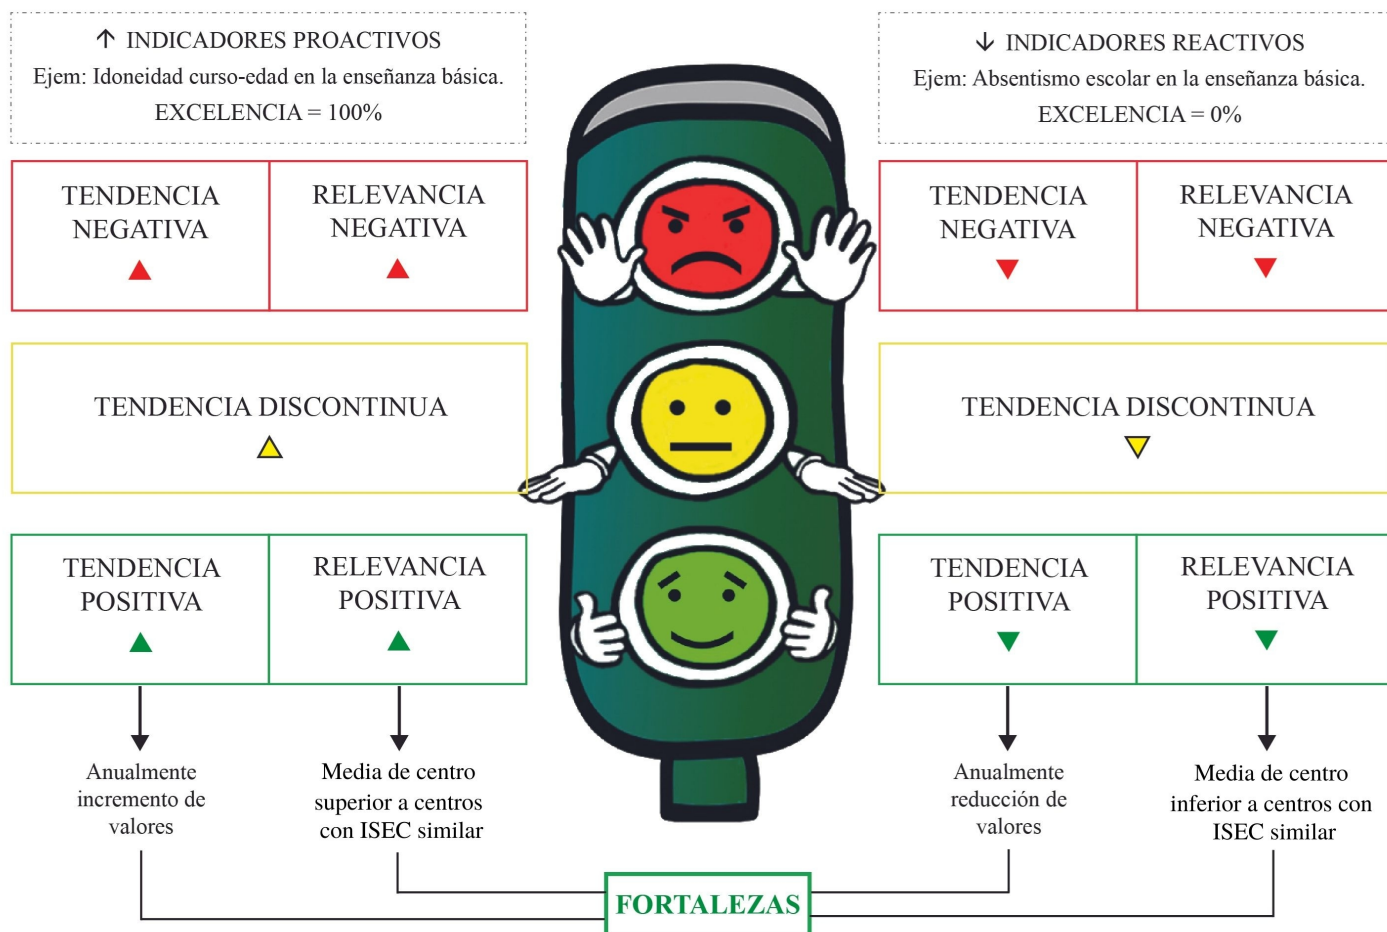 ↑ INDICADORES PROACTIVOS
Ejem: Idoneidad curso-edad en la enseñanza básica.
EXCELENCIA = 100%
↓ INDICADORES REACTIVOS
Ejem: Absentismo escolar en la enseñanza básica.
EXCELENCIA = 0%
TENDENCIA
NEGATIVA
RELEVANCIA
NEGATIVA
TENDENCIA
NEGATIVA
RELEVANCIA
NEGATIVA
TENDENCIA DISCONTINUA
TENDENCIA DISCONTINUA
TENDENCIA
POSITIVA
RELEVANCIA
POSITIVA
TENDENCIA
POSITIVA
RELEVANCIA
POSITIVA
Anualmente
incremento de
valores
Media de centro
superior a centros
con ISEC similar
Anualmente
reducción de
valores
Media de centro
inferior a centros con
ISEC similar
FORTALEZAS